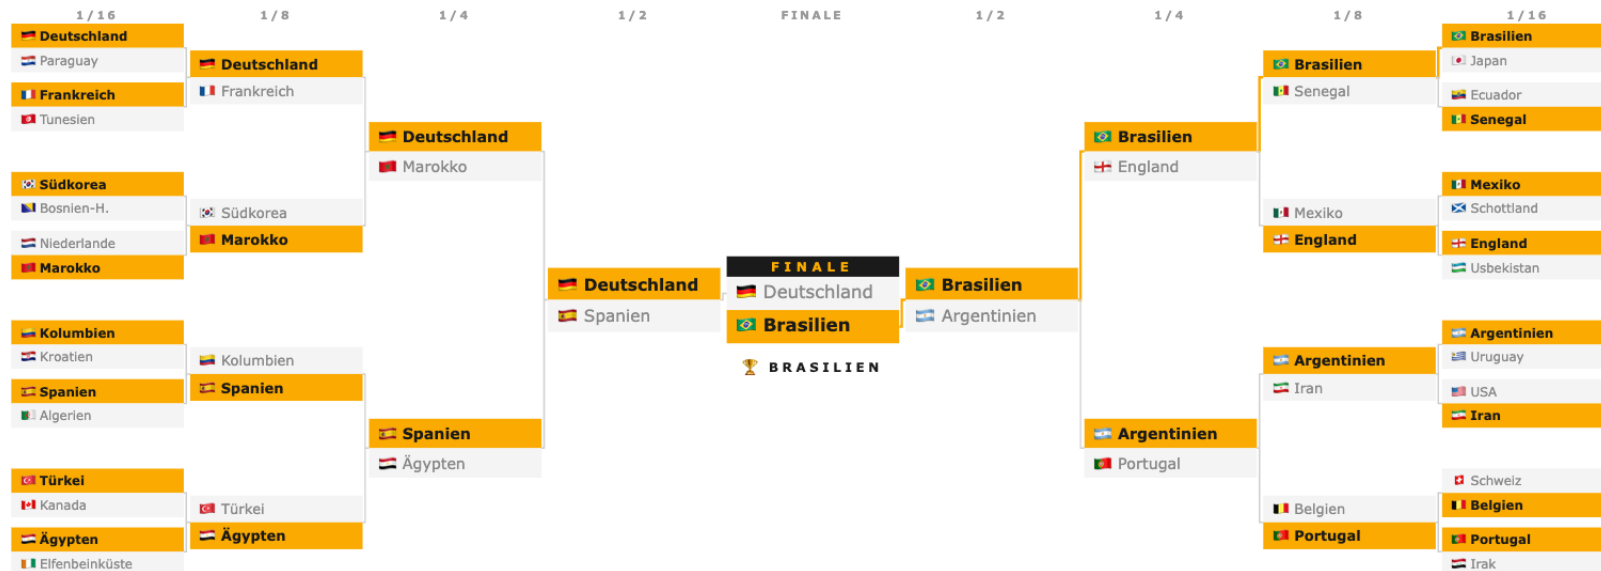 1/16
1/8
1/4
1/2
FINALE
1/2
1/4
1/8
1/16
Deutschland
Paraguay
Frankreich
Tunesien
Südkorea
Bosnien-H.
Niederlande
Marokko
Kolumbien
Kroatien
Spanien
Algerien
Türkei
Kanada
Ägypten
Elfenbeinküste
Deutschland
Frankreich
Südkorea
Marokko
Kolumbien
Spanien
Türkei
Ägypten
Deutschland
Marokko
Spanien
Ägypten
Deutschland
Spanien
FINALE
Deutschland
Brasilien
BRASILIEN
Brasilien
Argentinien
Brasilien
England
Argentinien
Portugal
Brasilien
Senegal
Mexiko
England
Argentinien
Iran
Belgien
Portugal
Brasilien
Japan
Ecuador
Senegal
Mexiko
Schottland
England
Usbekistan
Argentinien
Uruguay
USA
Iran
Schweiz
Belgien
Portugal
Irak